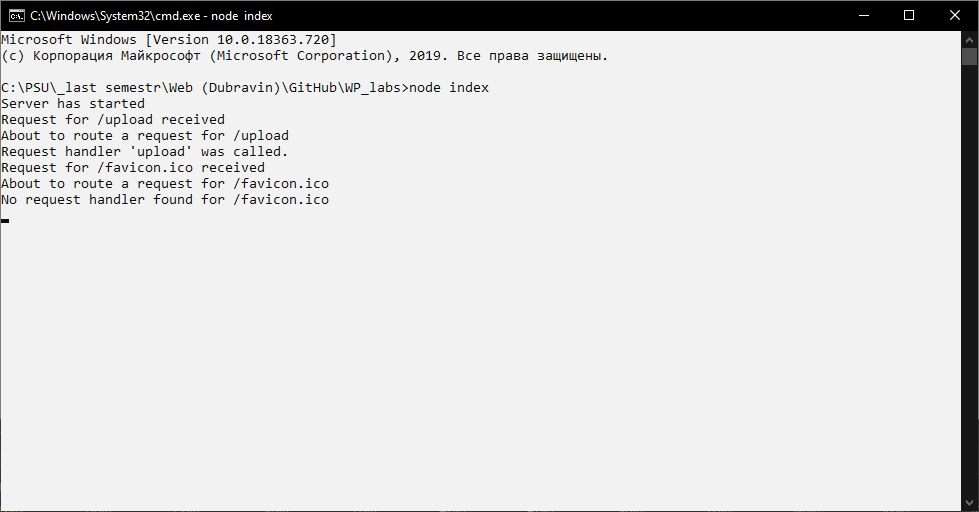 C:\Windows\System32\cmd.exe - node index
Microsoft Windows [Version 10.0.18363.720]
(c) Корпорация Майкрософт (Microsoft Corporation), 2019. Все права защищены.
C:\PSU\_last semestr\Web (Dubravin)\GitHub\WP_labs>node index
Server has started
Request for /upload received
About to route a request for /upload
Request handler 'upload' was called.
Request for /favicon.ico received
About to route a request for /favicon.ico
No request handler found for /favicon.ico